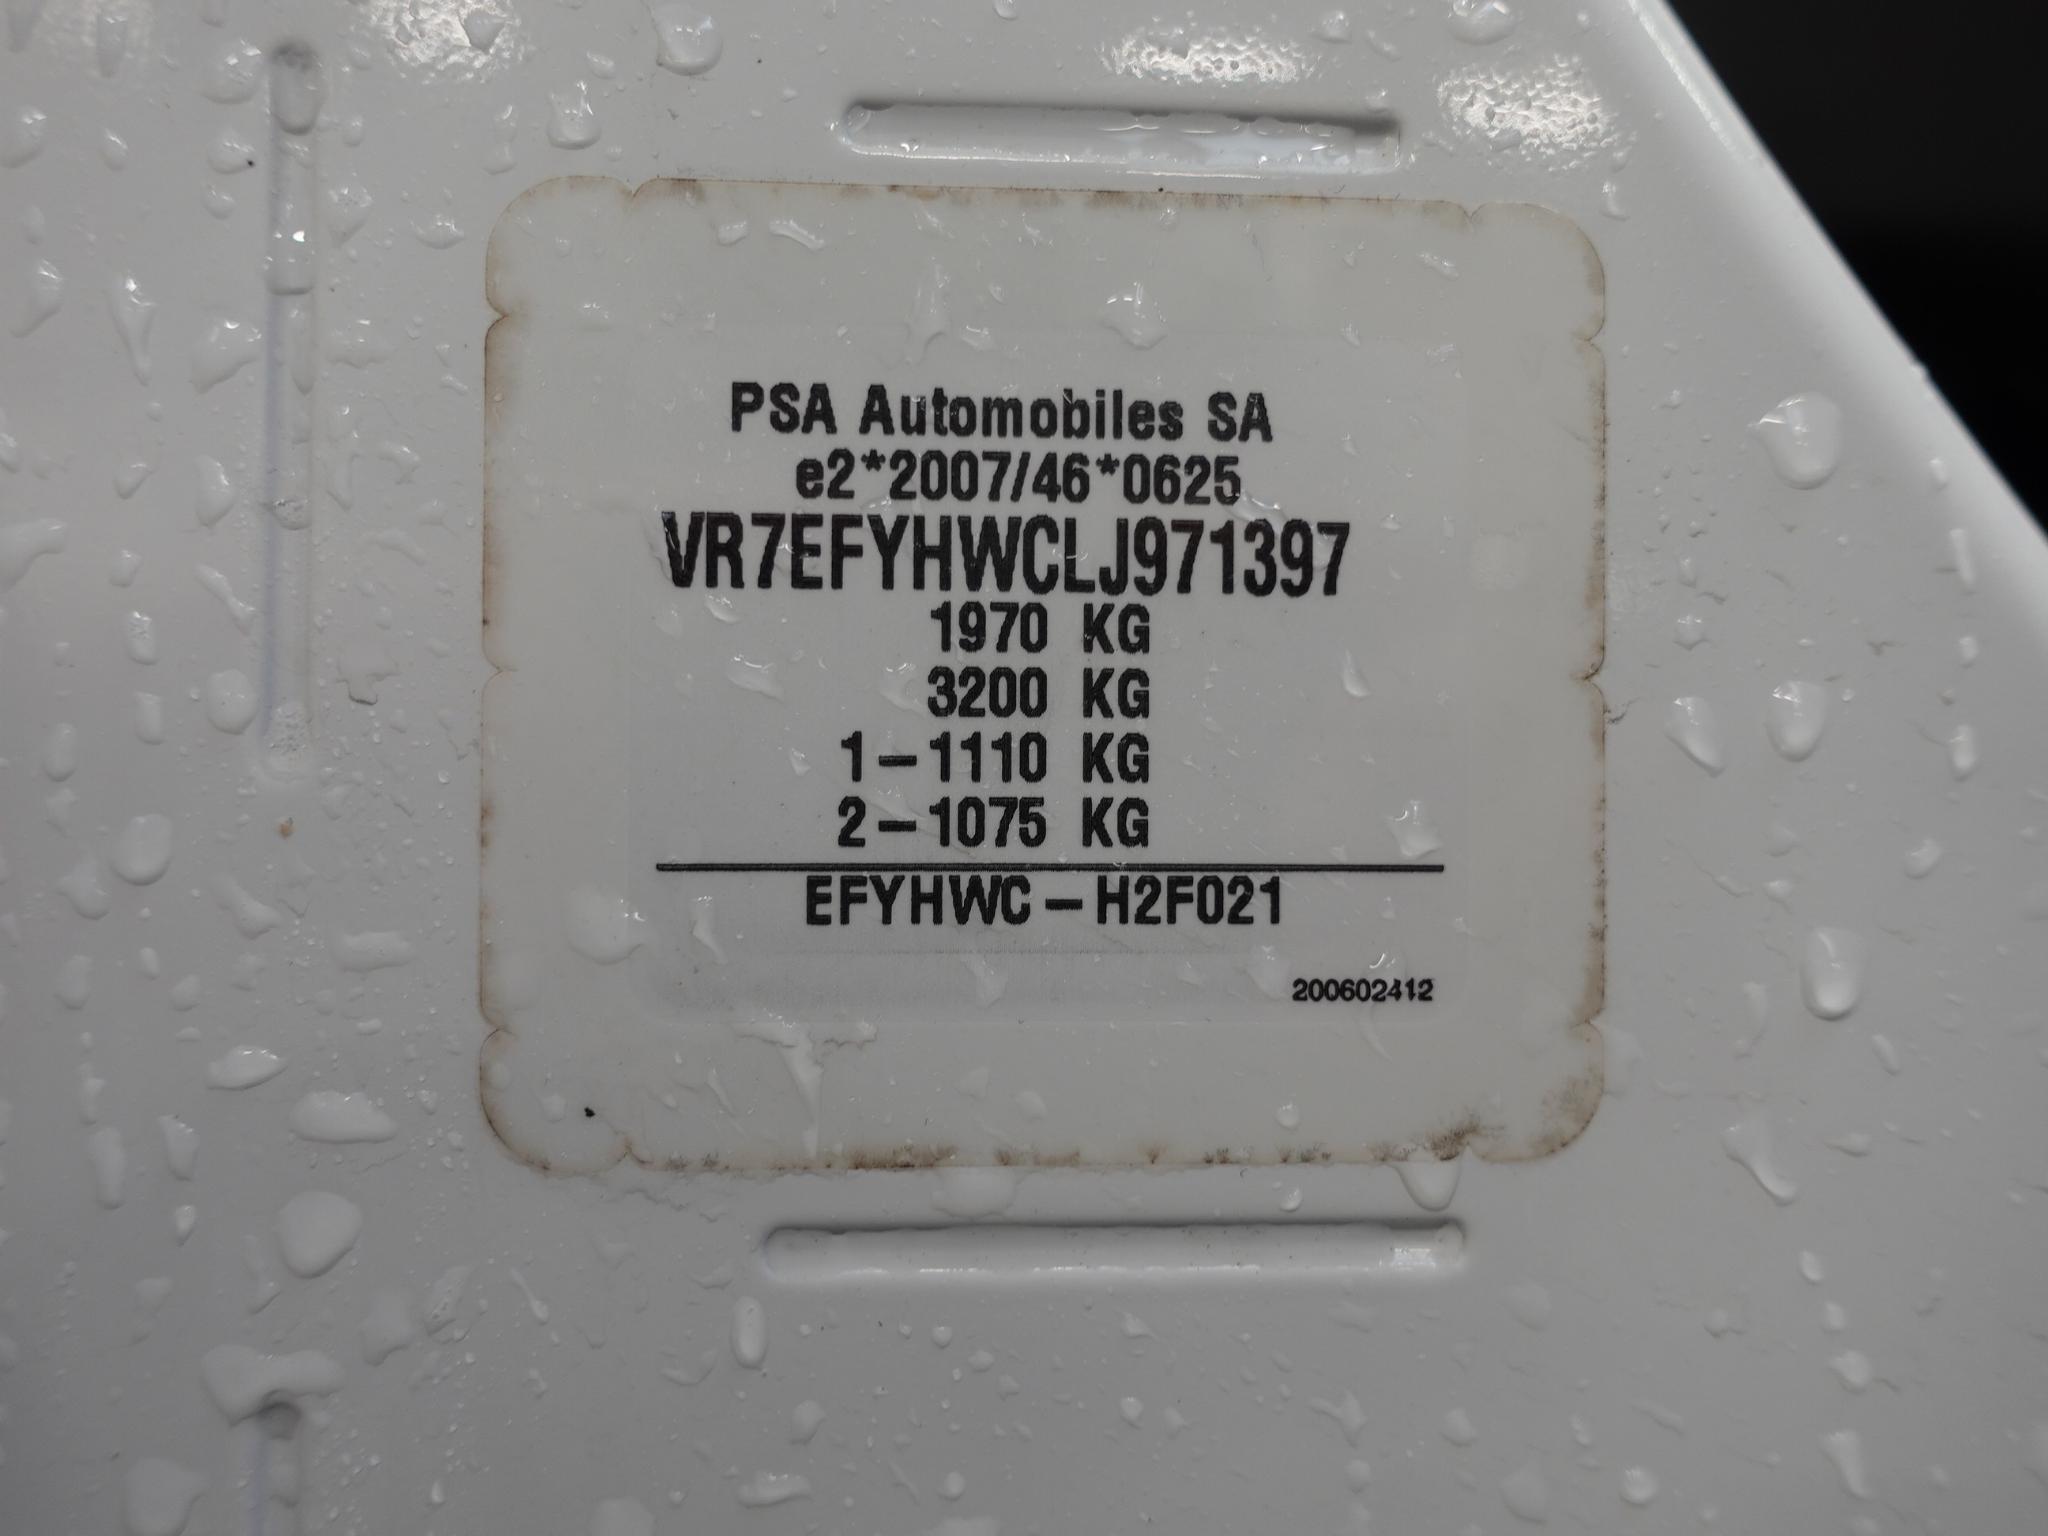 PSA Automobiles SA
e2*2007/46*0625
VR7EFYHWCLJ971397
1970 KG
3200 KG
1-1110 KG
2-1075 KG
EFYHWC-H2F021
200602412